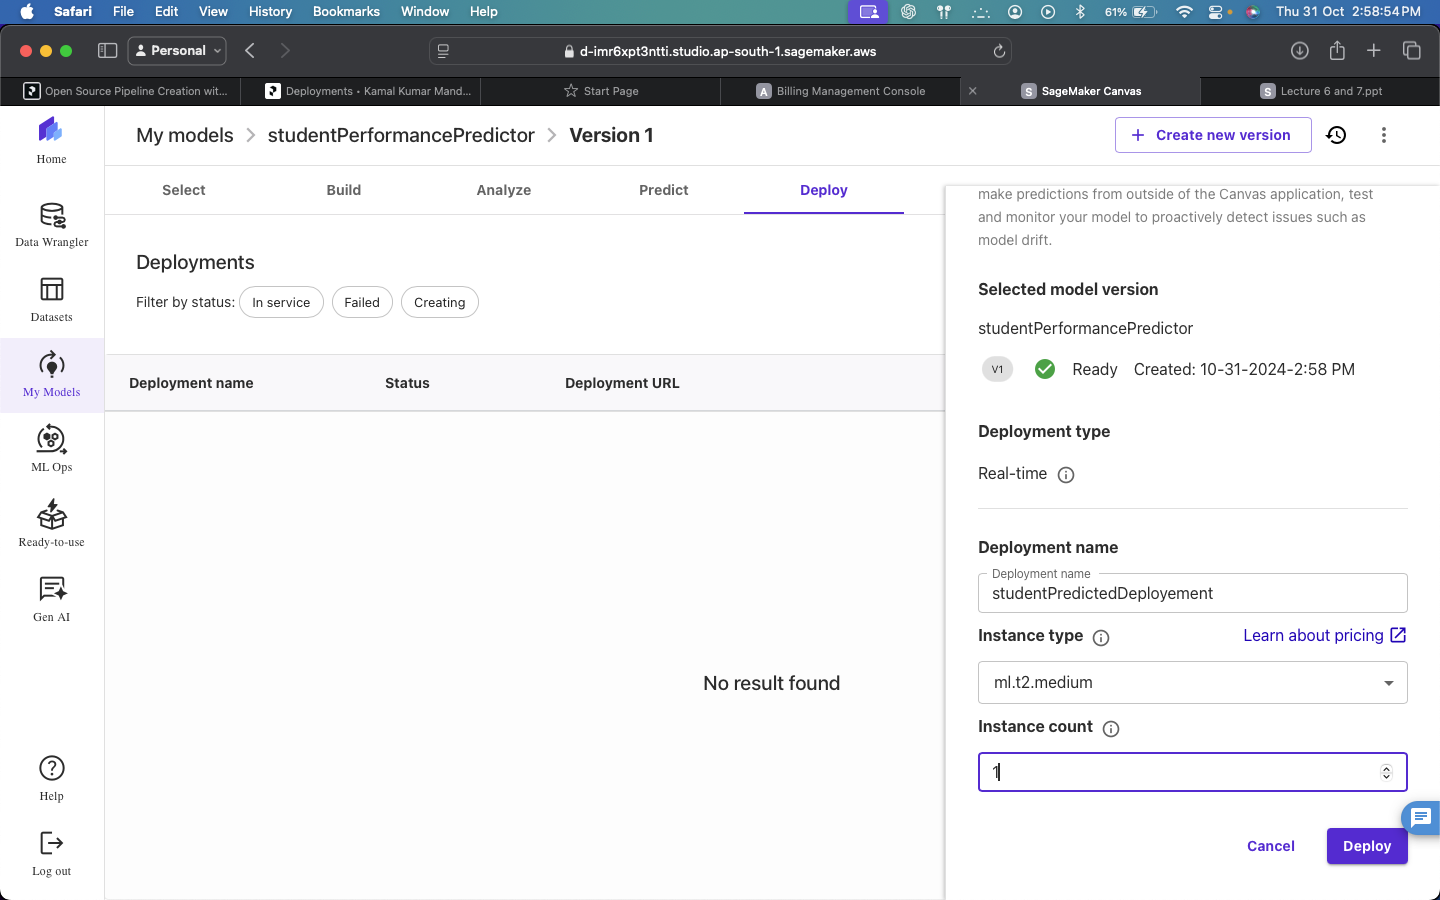 Safari File Edit View History Bookmarks Window Help 61% Thu 31 Oct 2:58:54 PM
Personal d-imr6xpt3ntti.studio.ap-south-1.sagemaker.aws
Open Source Pipeline Creation wit... Deployments • Kamal Kumar Mand... Start Page A Billing Management Console S SageMaker Canvas S Lecture 6 and 7.ppt
Home
Data Wrangler
Datasets
My Models
ML Ops
Ready-to-use
Gen AI
Help
Log out
My models > studentPerformancePredictor > Version 1
+ Create new version
Select Build Analyze Predict Deploy
Deployments
Filter by status: In service Failed Creating
Deployment name Status Deployment URL
No result found
make predictions from outside of the Canvas application, test
and monitor your model to proactively detect issues such as
model drift.
Selected model version
studentPerformancePredictor
V1 Ready Created: 10-31-2024-2:58 PM
Deployment type
Real-time
Deployment name
Deployment name
studentPredictedDeployement
Instance type Learn about pricing
ml.t2.medium
Instance count
1
Cancel Deploy